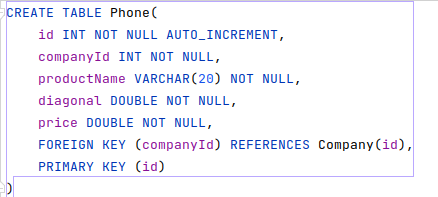 CREATE TABLE Phone(
id INT NOT NULL AUTO_INCREMENT,
companyId INT NOT NULL,
productName VARCHAR(20) NOT NULL,
diagonal DOUBLE NOT NULL,
price DOUBLE NOT NULL,
FOREIGN KEY (companyId) REFERENCES Company(id),
PRIMARY KEY (id)
)